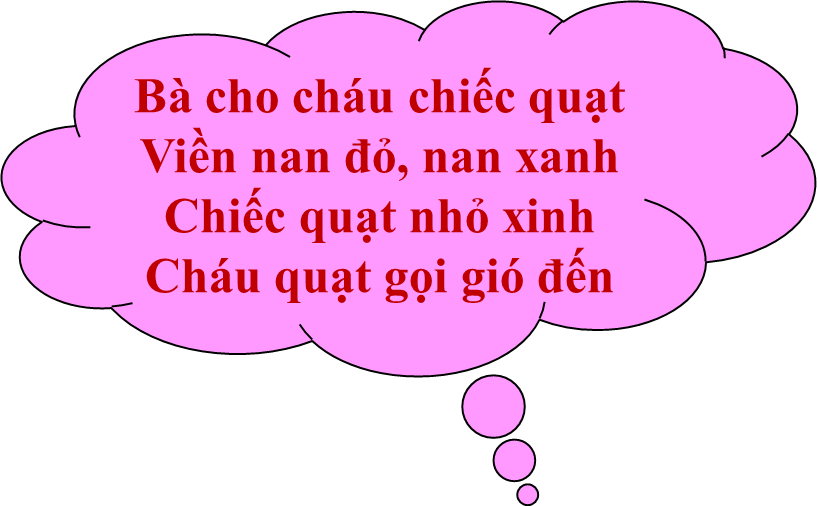 Bà cho cháu chiếc quạt
Viền nan đỏ, nan xanh
Chiếc quạt nhỏ xinh
Cháu quạt gọi gió đến